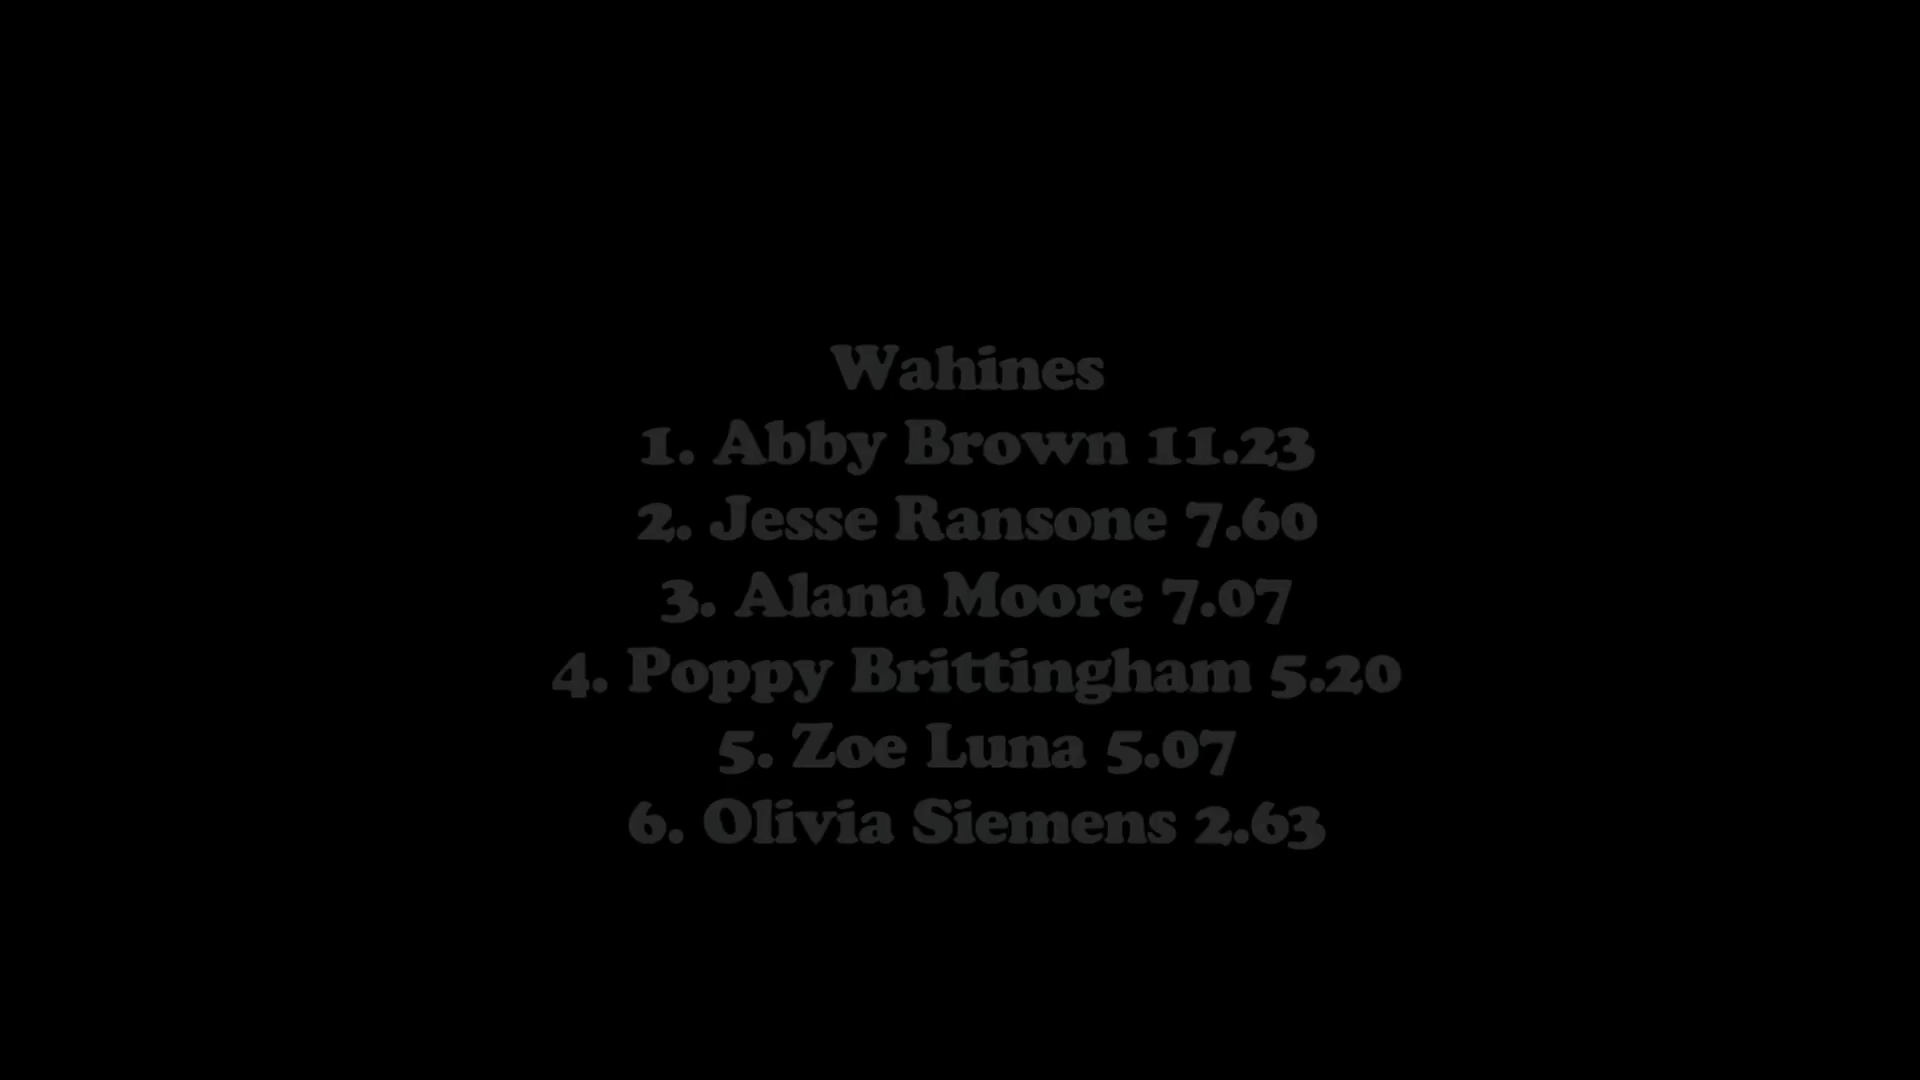 Wahines
1. Abby Brown 11.23
2. Jesse Ransone 7.60
3. Alana Moore 7.07
4. Poppy Brittingham 5.20
5. Zoe Luna 5.07
6. Olivia Siemens 2.63